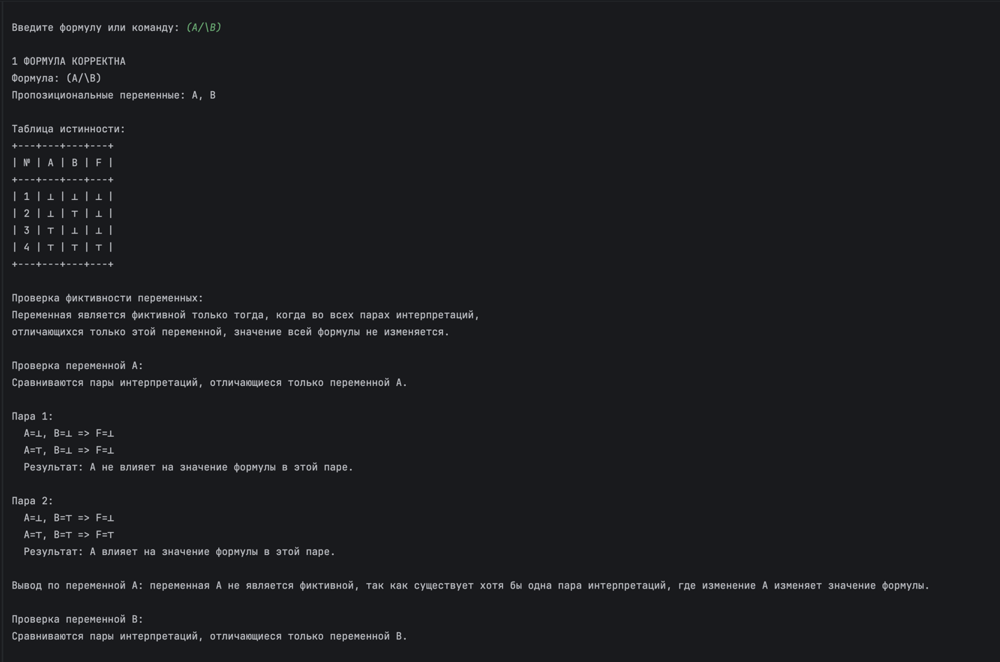 Введите формулу или команду: (A/\B)
1 ФОРМУЛА КОРРЕКТНА
Формула: (A/\B)
Пропозициональные переменные: A, B
Таблица истинности:
+---+---+---+---+
| № | A | B | F |
+---+---+---+---+
| 1 | ⊥ | ⊥ | ⊥ |
| 2 | ⊥ | ⊤ | ⊥ |
| 3 | ⊤ | ⊥ | ⊥ |
| 4 | ⊤ | ⊤ | ⊤ |
+---+---+---+---+
Проверка фиктивности переменных:
Переменная является фиктивной только тогда, когда во всех парах интерпретаций,
отличающихся только этой переменной, значение всей формулы не изменяется.
Проверка переменной A:
Сравниваются пары интерпретаций, отличающиеся только переменной A.
Пара 1:
A=⊥, B=⊥ => F=⊥
A=⊤, B=⊥ => F=⊥
Результат: A не влияет на значение формулы в этой паре.
Пара 2:
A=⊥, B=⊤ => F=⊥
A=⊤, B=⊤ => F=⊤
Результат: A влияет на значение формулы в этой паре.
Вывод по переменной A: переменная A не является фиктивной, так как существует хотя бы одна пара интерпретаций, где изменение A изменяет значение формулы.
Проверка переменной B:
Сравниваются пары интерпретаций, отличающиеся только переменной B.